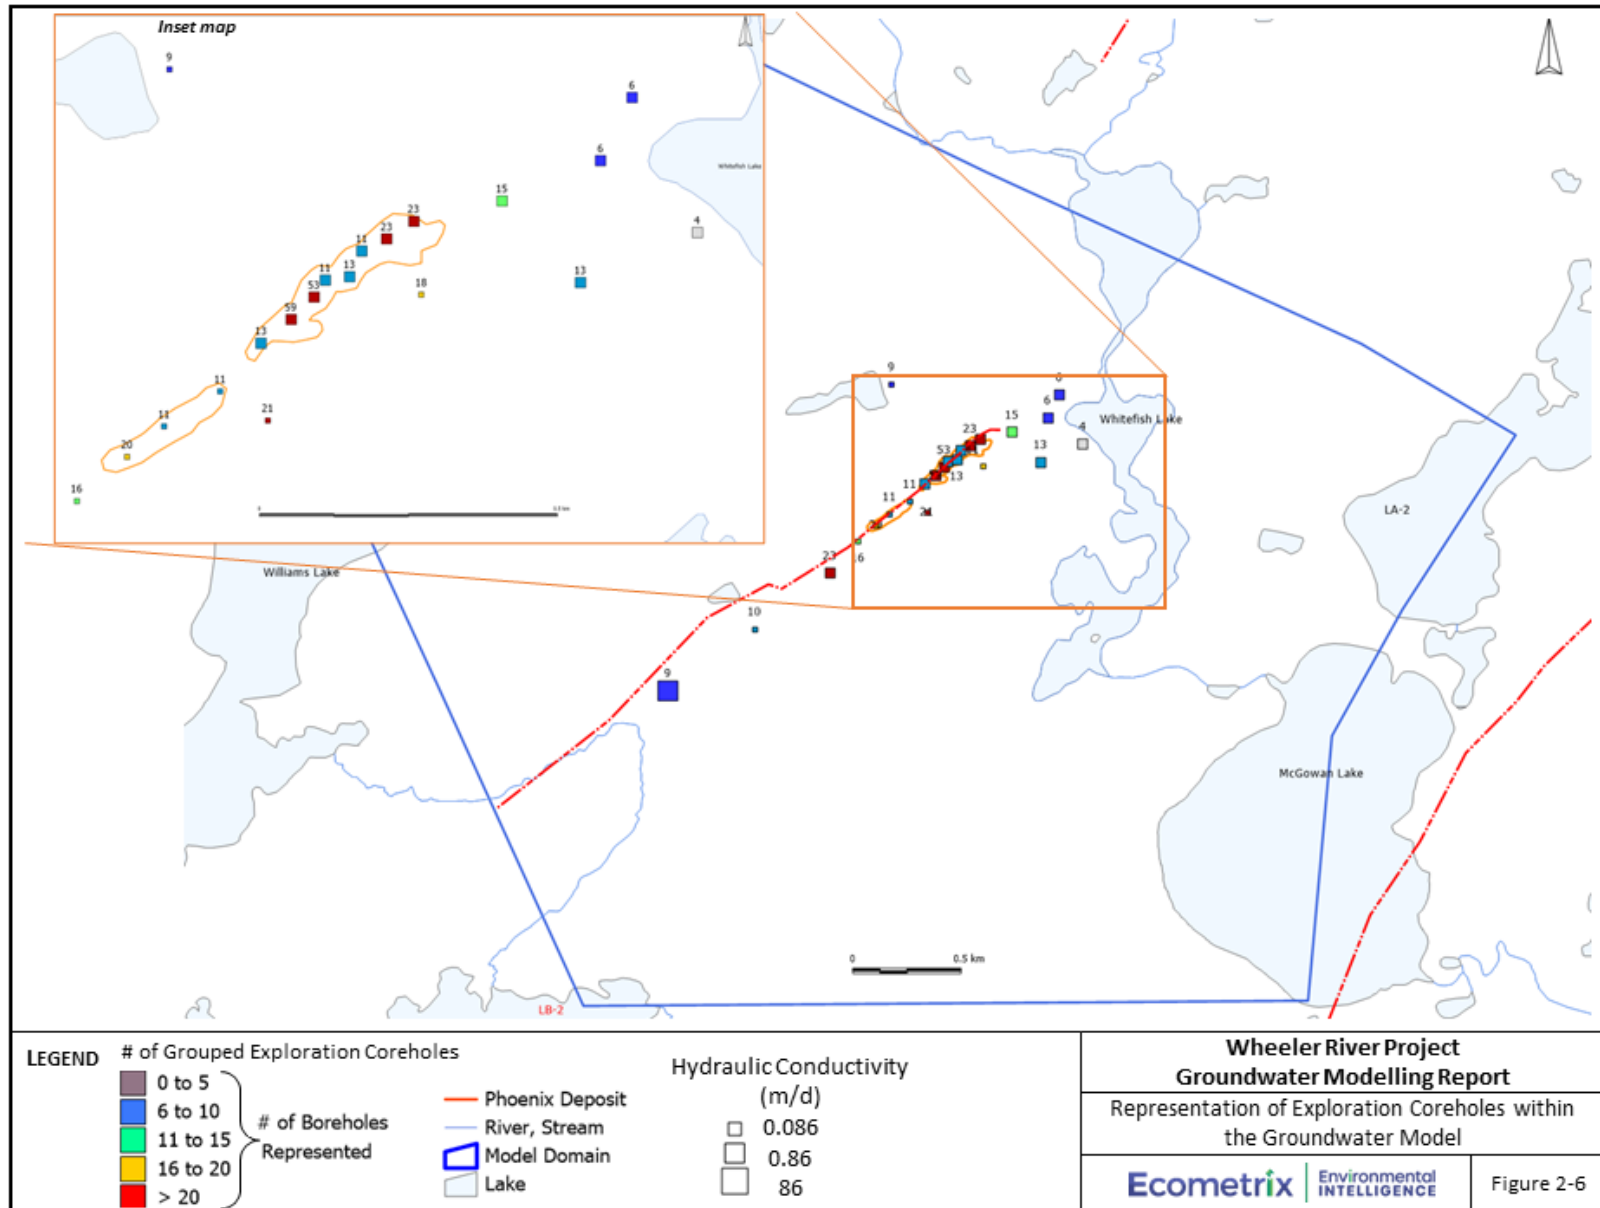 Inset map
9
6
6
Whitefish Lake
15
4
23
23
11
13
11
13
18
53
59
13
11
21
11
20
16
0
9
6
Whitefish Lake
15
4
23
13
53
13
11
11
LA-2
23
Williams Lake
10
9
McGowan Lake
0
0.5 km
LB-2
LEGEND
# of Grouped Exploration Coreholes
0 to 5
6 to 10
11 to 15
16 to 20
> 20
# of Boreholes
Represented
Phoenix Deposit
River, Stream
Model Domain
Lake
Hydraulic Conductivity
(m/d)
0.086
0.86
86
Wheeler River Project
Groundwater Modelling Report
Representation of Exploration Coreholes within
the Groundwater Model
Ecometrix
Environmental
INTELLIGENCE
Figure 2-6